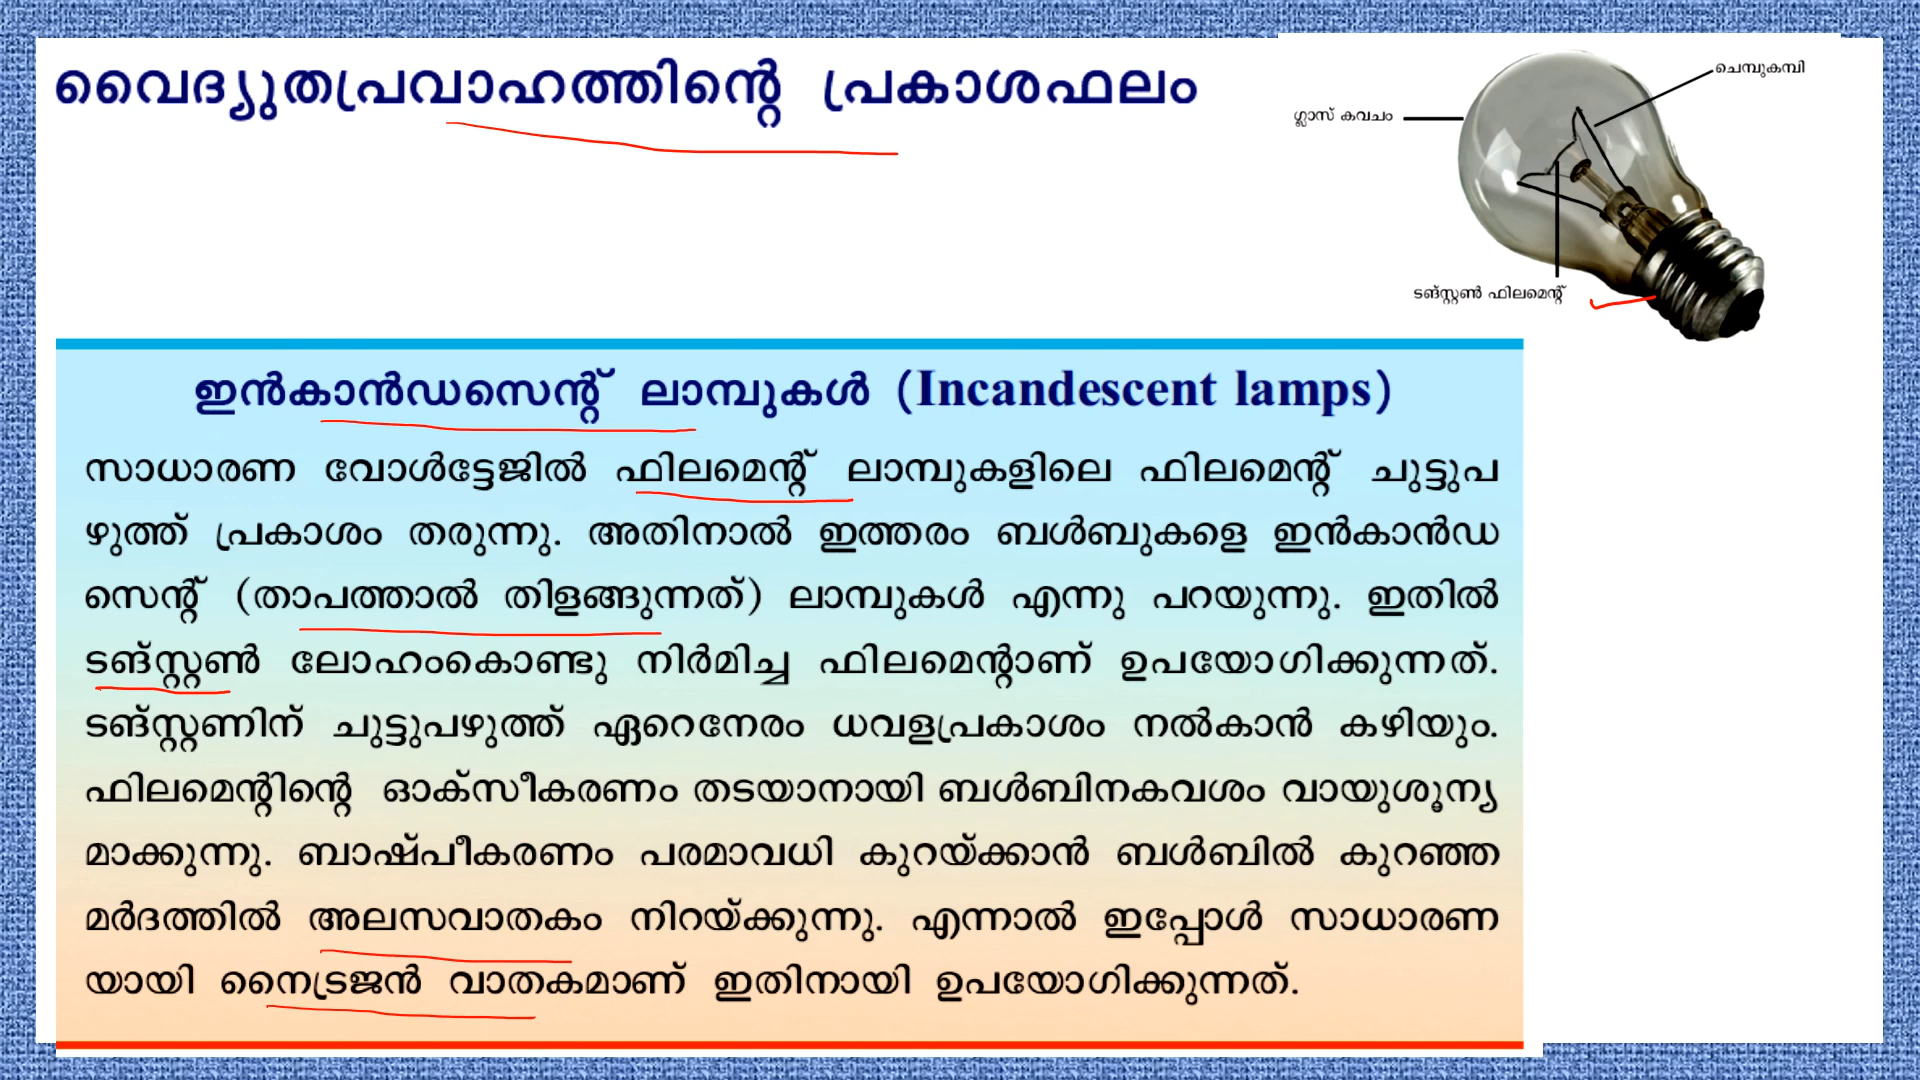 വൈദ്യുതപ്രവാഹത്തിന്റെ പ്രകാശഫലം
ചെമ്പുകമ്പി
ഗ്ലാസ് കവചം
ടങ്സ്റ്റൺ ഫിലമെന്റ്
ഇൻകാൻഡസെന്റ് ലാമ്പുകൾ (Incandescent lamps)
സാധാരണ വോൾട്ടേജിൽ ഫിലമെന്റ് ലാമ്പുകളിലെ ഫിലമെന്റ് ചുട്ടുപ
ഴുത്ത് പ്രകാശം തരുന്നു. അതിനാൽ ഇത്തരം ബൾബുകളെ ഇൻകാൻഡ
സെന്റ് (താപത്താൽ തിളങ്ങുന്നത്) ലാമ്പുകൾ എന്നു പറയുന്നു. ഇതിൽ
ടങ്സ്റ്റൺ ലോഹംകൊണ്ടു നിർമിച്ച ഫിലമെന്റാണ് ഉപയോഗിക്കുന്നത്.
ടങ്സ്റ്റണിന് ചുട്ടുപഴുത്ത് ഏറെനേരം ധവളപ്രകാശം നൽകാൻ കഴിയും.
ഫിലമെന്റിന്റെ ഓക്സീകരണം തടയാനായി ബൾബിനകവശം വായുശൂന്യ
മാക്കുന്നു. ബാഷ്പീകരണം പരമാവധി കുറയ്ക്കാൻ ബൾബിൽ കുറഞ്ഞ
മർദത്തിൽ അലസവാതകം നിറയ്ക്കുന്നു. എന്നാൽ ഇപ്പോൾ സാധാരണ
യായി നൈട്രജൻ വാതകമാണ് ഇതിനായി ഉപയോഗിക്കുന്നത്.